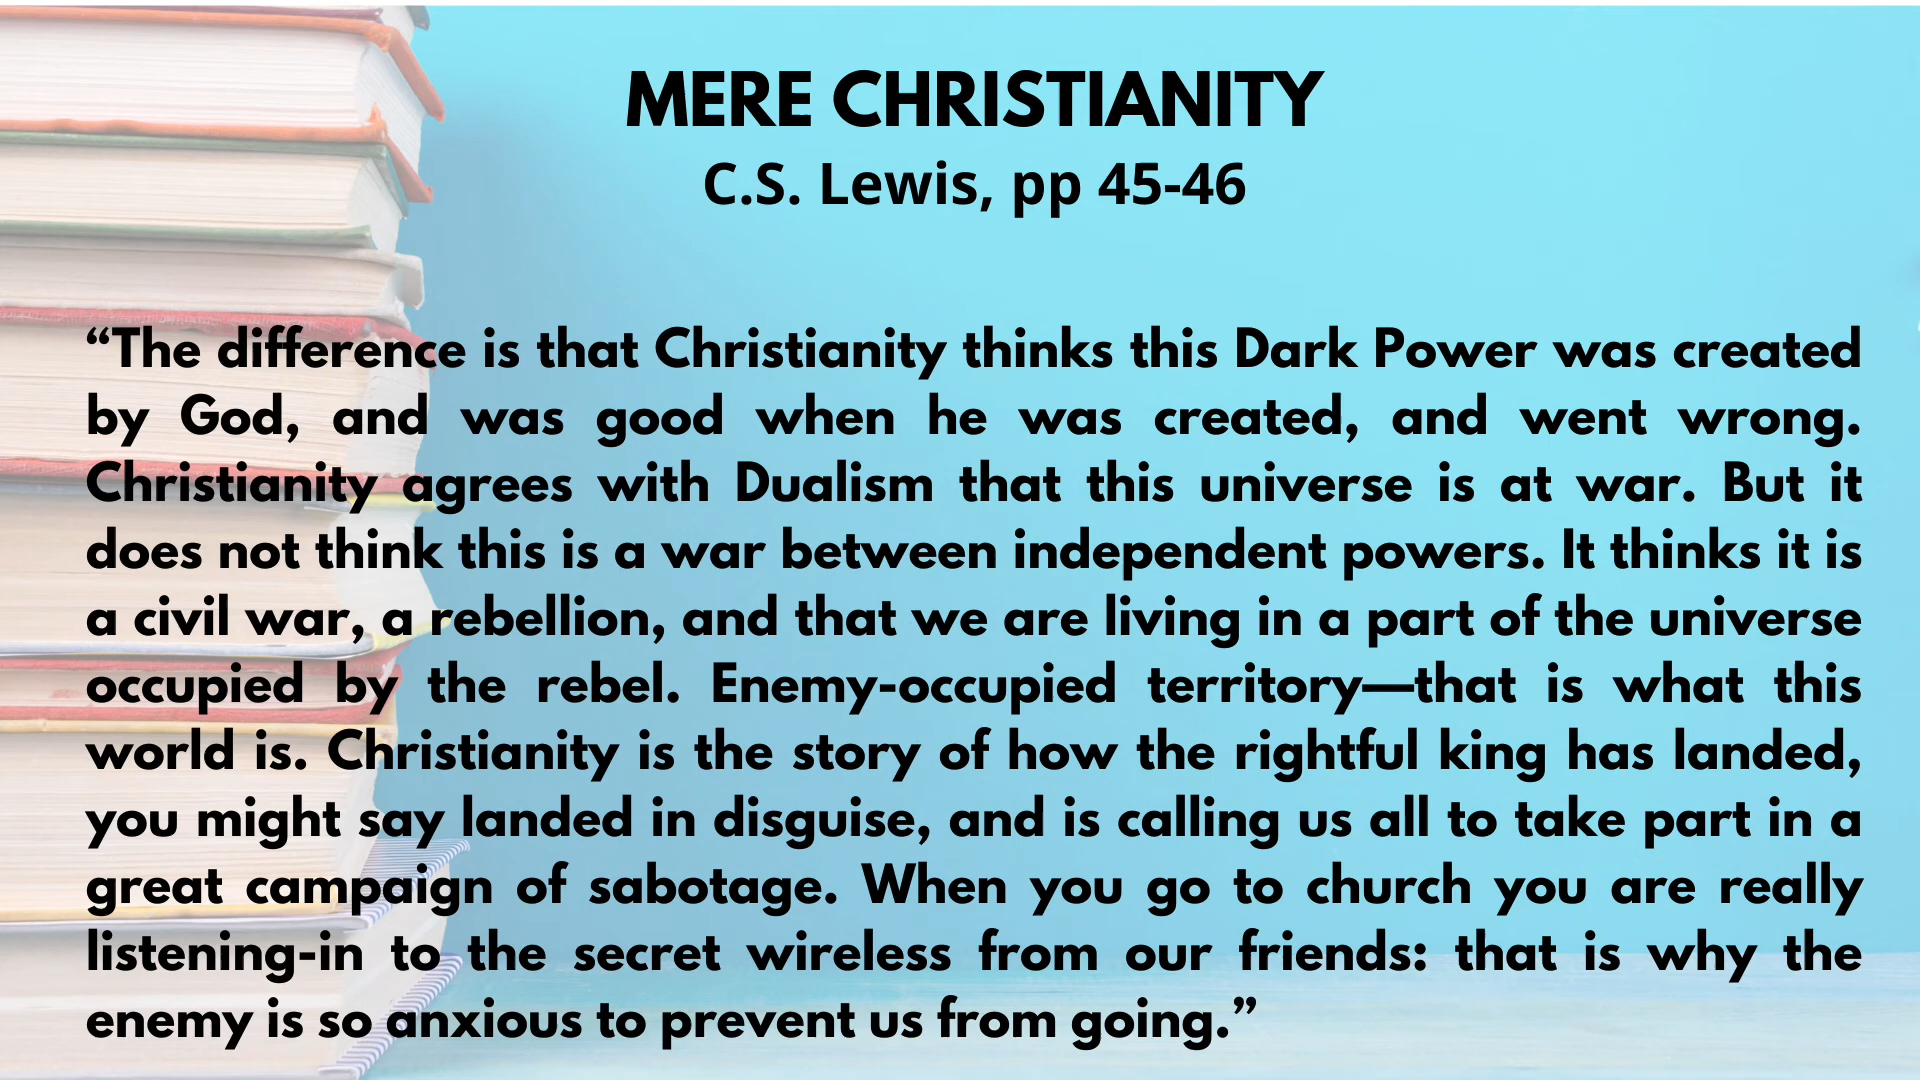 MERE CHRISTIANITY
C.S. Lewis, pp 45-46
“The difference is that Christianity thinks this Dark Power was created
by God, and was good when he was created, and went wrong.
Christianity agrees with Dualism that this universe is at war. But it
does not think this is a war between independent powers. It thinks it is
a civil war, a rebellion, and that we are living in a part of the universe
occupied by the rebel. Enemy-occupied territory—that is what this
world is. Christianity is the story of how the rightful king has landed,
you might say landed in disguise, and is calling us all to take part in a
great campaign of sabotage. When you go to church you are really
listening-in to the secret wireless from our friends: that is why the
enemy is so anxious to prevent us from going.”